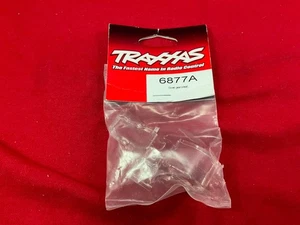 TRAXXAS
The Fastest Name in Radio Control
6877A